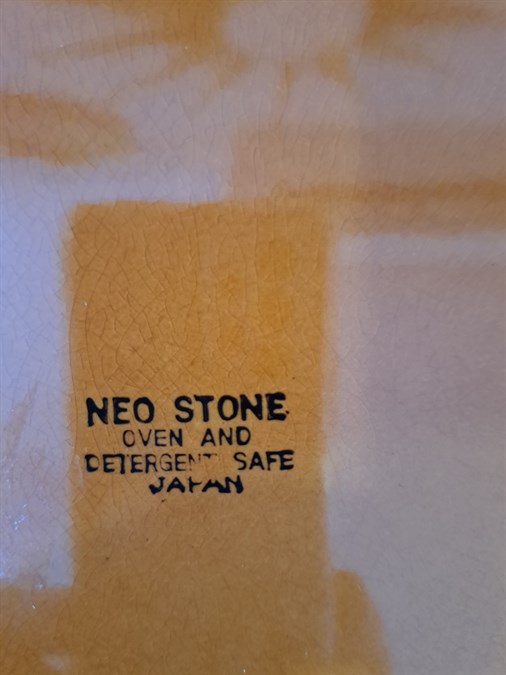 NEO STONE
OVEN AND
DETERGENT SAFE
JAPAN